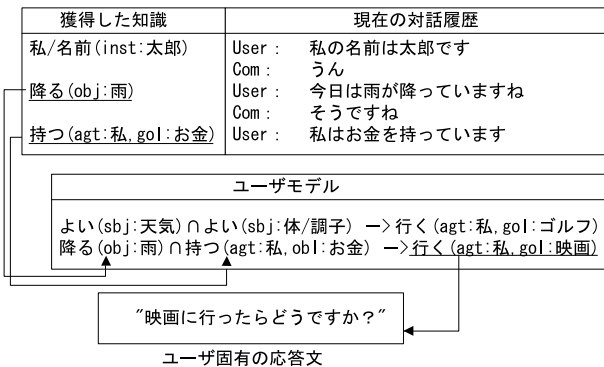 獲得した知識 現在の対話履歴
私/名前(inst:太郎) User: 私の名前は太郎です
Com: うん
降る(obj:雨) User: 今日は雨が降っていますね
Com: そうですね
持つ(agt:私,gol:お金) User: 私はお金を持っています
ユーザモデル
よい(sbj:天気)∩よい(sbj:体/調子) ―>行く(agt:私,gol:ゴルフ)
降る(obj:雨)∩持つ(agt:私,obl:お金) ―>行く(agt:私,gol:映画)
"映画に行ったらどうですか?"
ユーザ固有の応答文